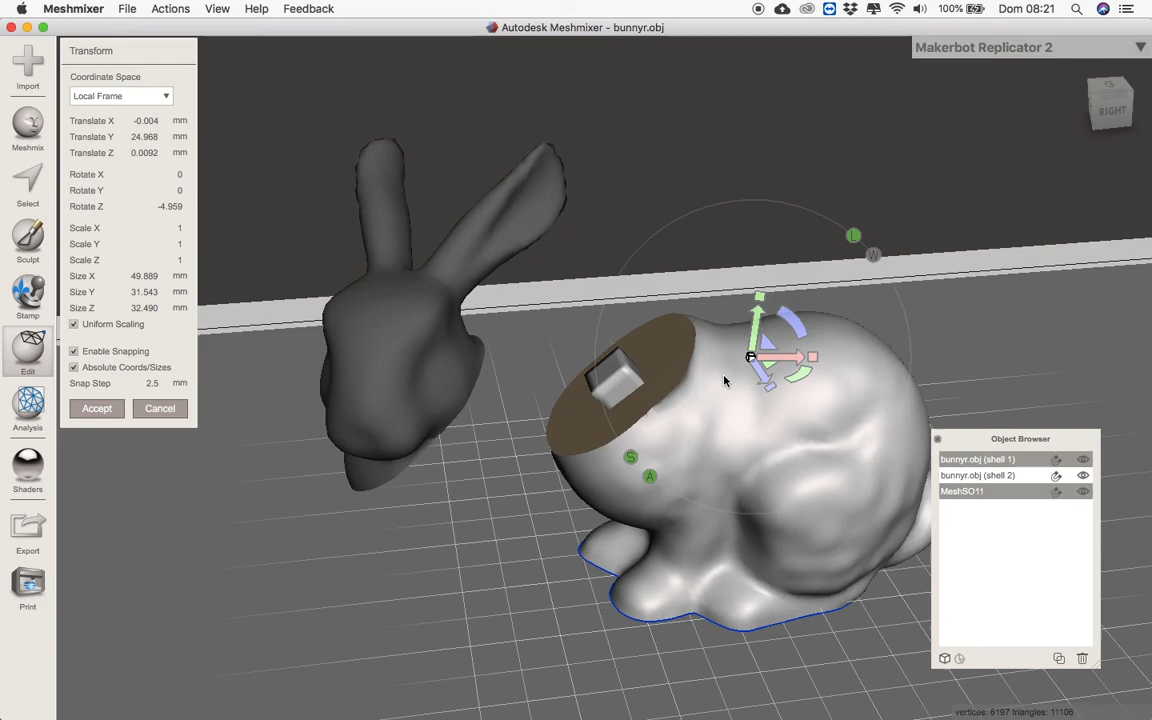 Meshmixer File Actions View Help Feedback 100% Dom 08:21
Autodesk Meshmixer - bunnyr.obj
Makerbot Replicator 2
Import
Meshmix
Select
Sculpt
Stamp
Edit
Analysis
Shaders
Export
Print
Transform
Coordinate Space
Local Frame
Translate X -0.004 mm
Translate Y 24.968 mm
Translate Z 0.0092 mm
Rotate X 0
Rotate Y 0
Rotate Z -4.959
Scale X 1
Scale Y 1
Scale Z 1
Size X 49.889 mm
Size Y 31.543 mm
Size Z 32.490 mm
Uniform Scaling
Enable Snapping
Absolute Coords/Sizes
Snap Step 2.5 mm
Accept Cancel
RIGHT
L
W
S
A
Object Browser
bunnyr.obj (shell 1)
bunnyr.obj (shell 2)
MeshSO11
vertices: 6197 triangles: 11106